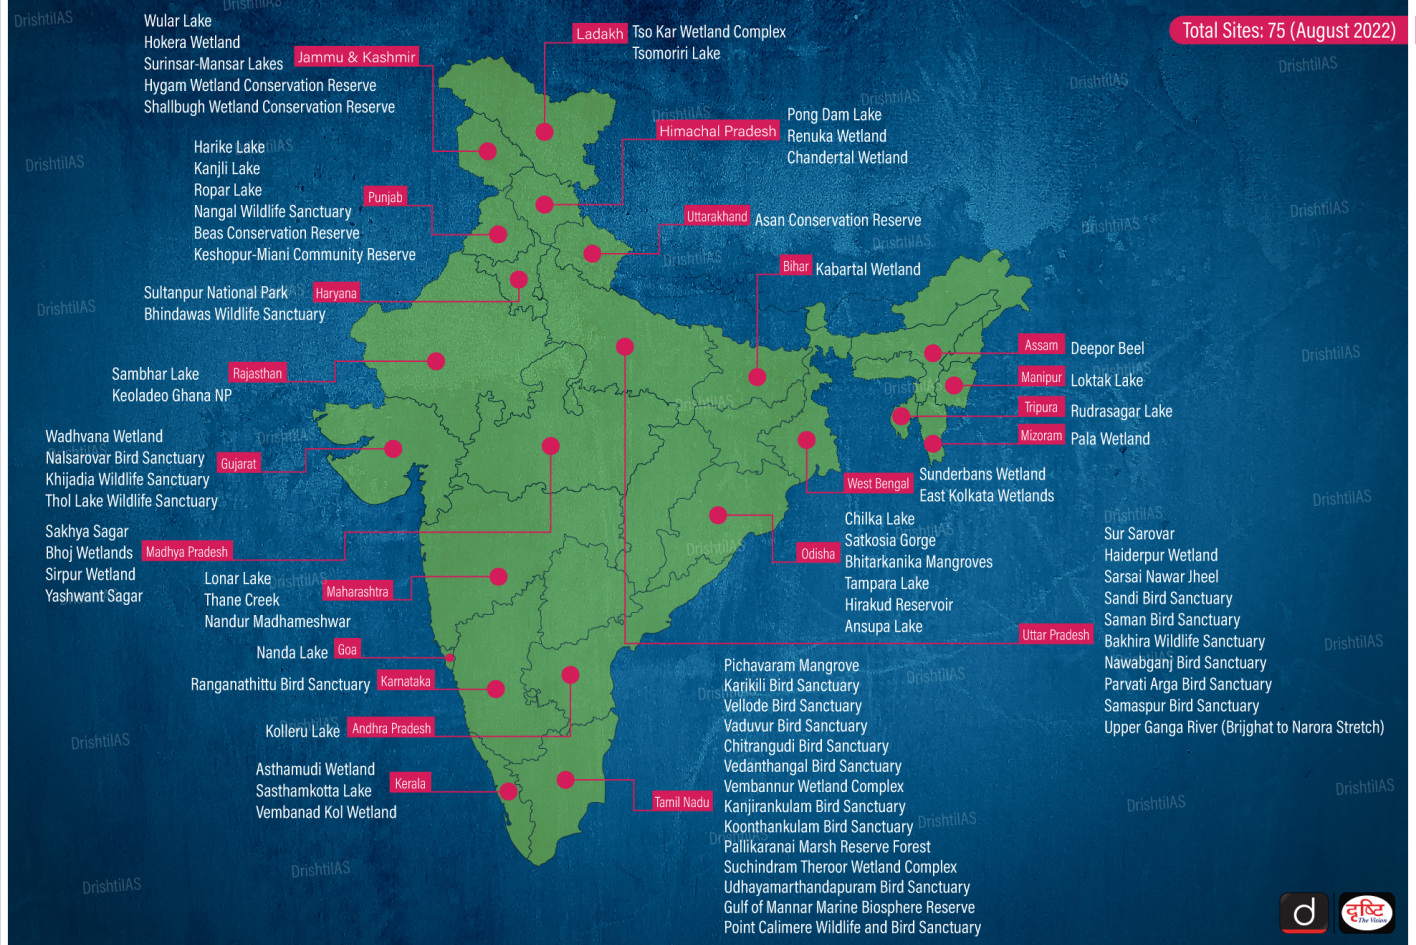 Total Sites: 75 (August 2022)
Wular Lake
Hokera Wetland
Surinsar-Mansar Lakes
Hygam Wetland Conservation Reserve
Shallbugh Wetland Conservation Reserve
Jammu & Kashmir
Ladakh
Tso Kar Wetland Complex
Tsomoriri Lake
Himachal Pradesh
Pong Dam Lake
Renuka Wetland
Chandertal Wetland
Harike Lake
Kanjli Lake
Ropar Lake
Nangal Wildlife Sanctuary
Beas Conservation Reserve
Keshopur-Miani Community Reserve
Punjab
Uttarakhand
Asan Conservation Reserve
Bihar
Kabartal Wetland
Sultanpur National Park
Bhindawas Wildlife Sanctuary
Haryana
Sambhar Lake
Keoladeo Ghana NP
Rajasthan
Assam
Deepor Beel
Manipur
Loktak Lake
Tripura
Rudrasagar Lake
Mizoram
Pala Wetland
Wadhvana Wetland
Nalsarovar Bird Sanctuary
Khijadia Wildlife Sanctuary
Thol Lake Wildlife Sanctuary
Gujarat
West Bengal
Sunderbans Wetland
East Kolkata Wetlands
Sakhya Sagar
Bhoj Wetlands
Sirpur Wetland
Yashwant Sagar
Madhya Pradesh
Odisha
Chilka Lake
Satkosia Gorge
Bhitarkanika Mangroves
Tampara Lake
Hirakud Reservoir
Ansupa Lake
Lonar Lake
Thane Creek
Nandur Madhameshwar
Maharashtra
Uttar Pradesh
Sur Sarovar
Haiderpur Wetland
Sarsai Nawar Jheel
Sandi Bird Sanctuary
Saman Bird Sanctuary
Bakhira Wildlife Sanctuary
Nawabganj Bird Sanctuary
Parvati Arga Bird Sanctuary
Samaspur Bird Sanctuary
Upper Ganga River (Brijghat to Narora Stretch)
Nanda Lake
Goa
Ranganathittu Bird Sanctuary
Karnataka
Kolleru Lake
Andhra Pradesh
Asthamudi Wetland
Sasthamkotta Lake
Vembanad Kol Wetland
Kerala
Tamil Nadu
Pichavaram Mangrove
Karikili Bird Sanctuary
Vellode Bird Sanctuary
Vaduvur Bird Sanctuary
Chitrangudi Bird Sanctuary
Vedanthangal Bird Sanctuary
Vembannur Wetland Complex
Kanjirankulam Bird Sanctuary
Koonthankulam Bird Sanctuary
Pallikaranai Marsh Reserve Forest
Suchindram Theroor Wetland Complex
Udhayamarthandapuram Bird Sanctuary
Gulf of Mannar Marine Biosphere Reserve
Point Calimere Wildlife and Bird Sanctuary
DrishtiIAS
d
दृष्टि
The Vision